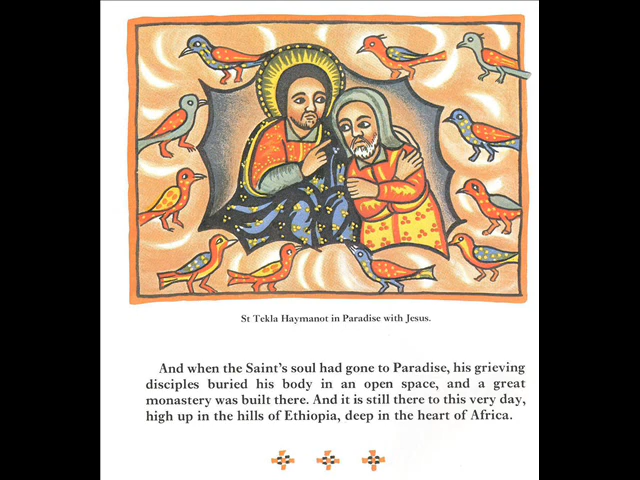 St Tekla Haymanot in Paradise with Jesus.
And when the Saint's soul had gone to Paradise, his grieving
disciples buried his body in an open space, and a great
monastery was built there. And it is still there to this very day,
high up in the hills of Ethiopia, deep in the heart of Africa.